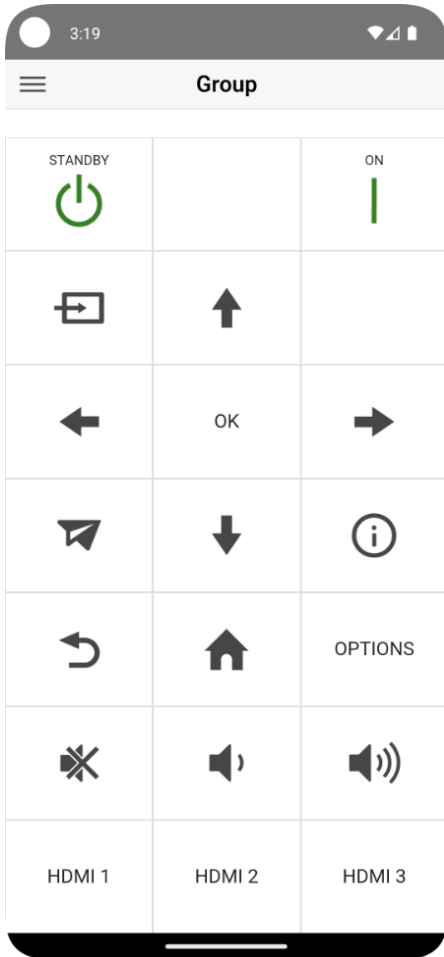 3:19
Group
STANDBY
ON
OK
OPTIONS
HDMI 1
HDMI 2
HDMI 3